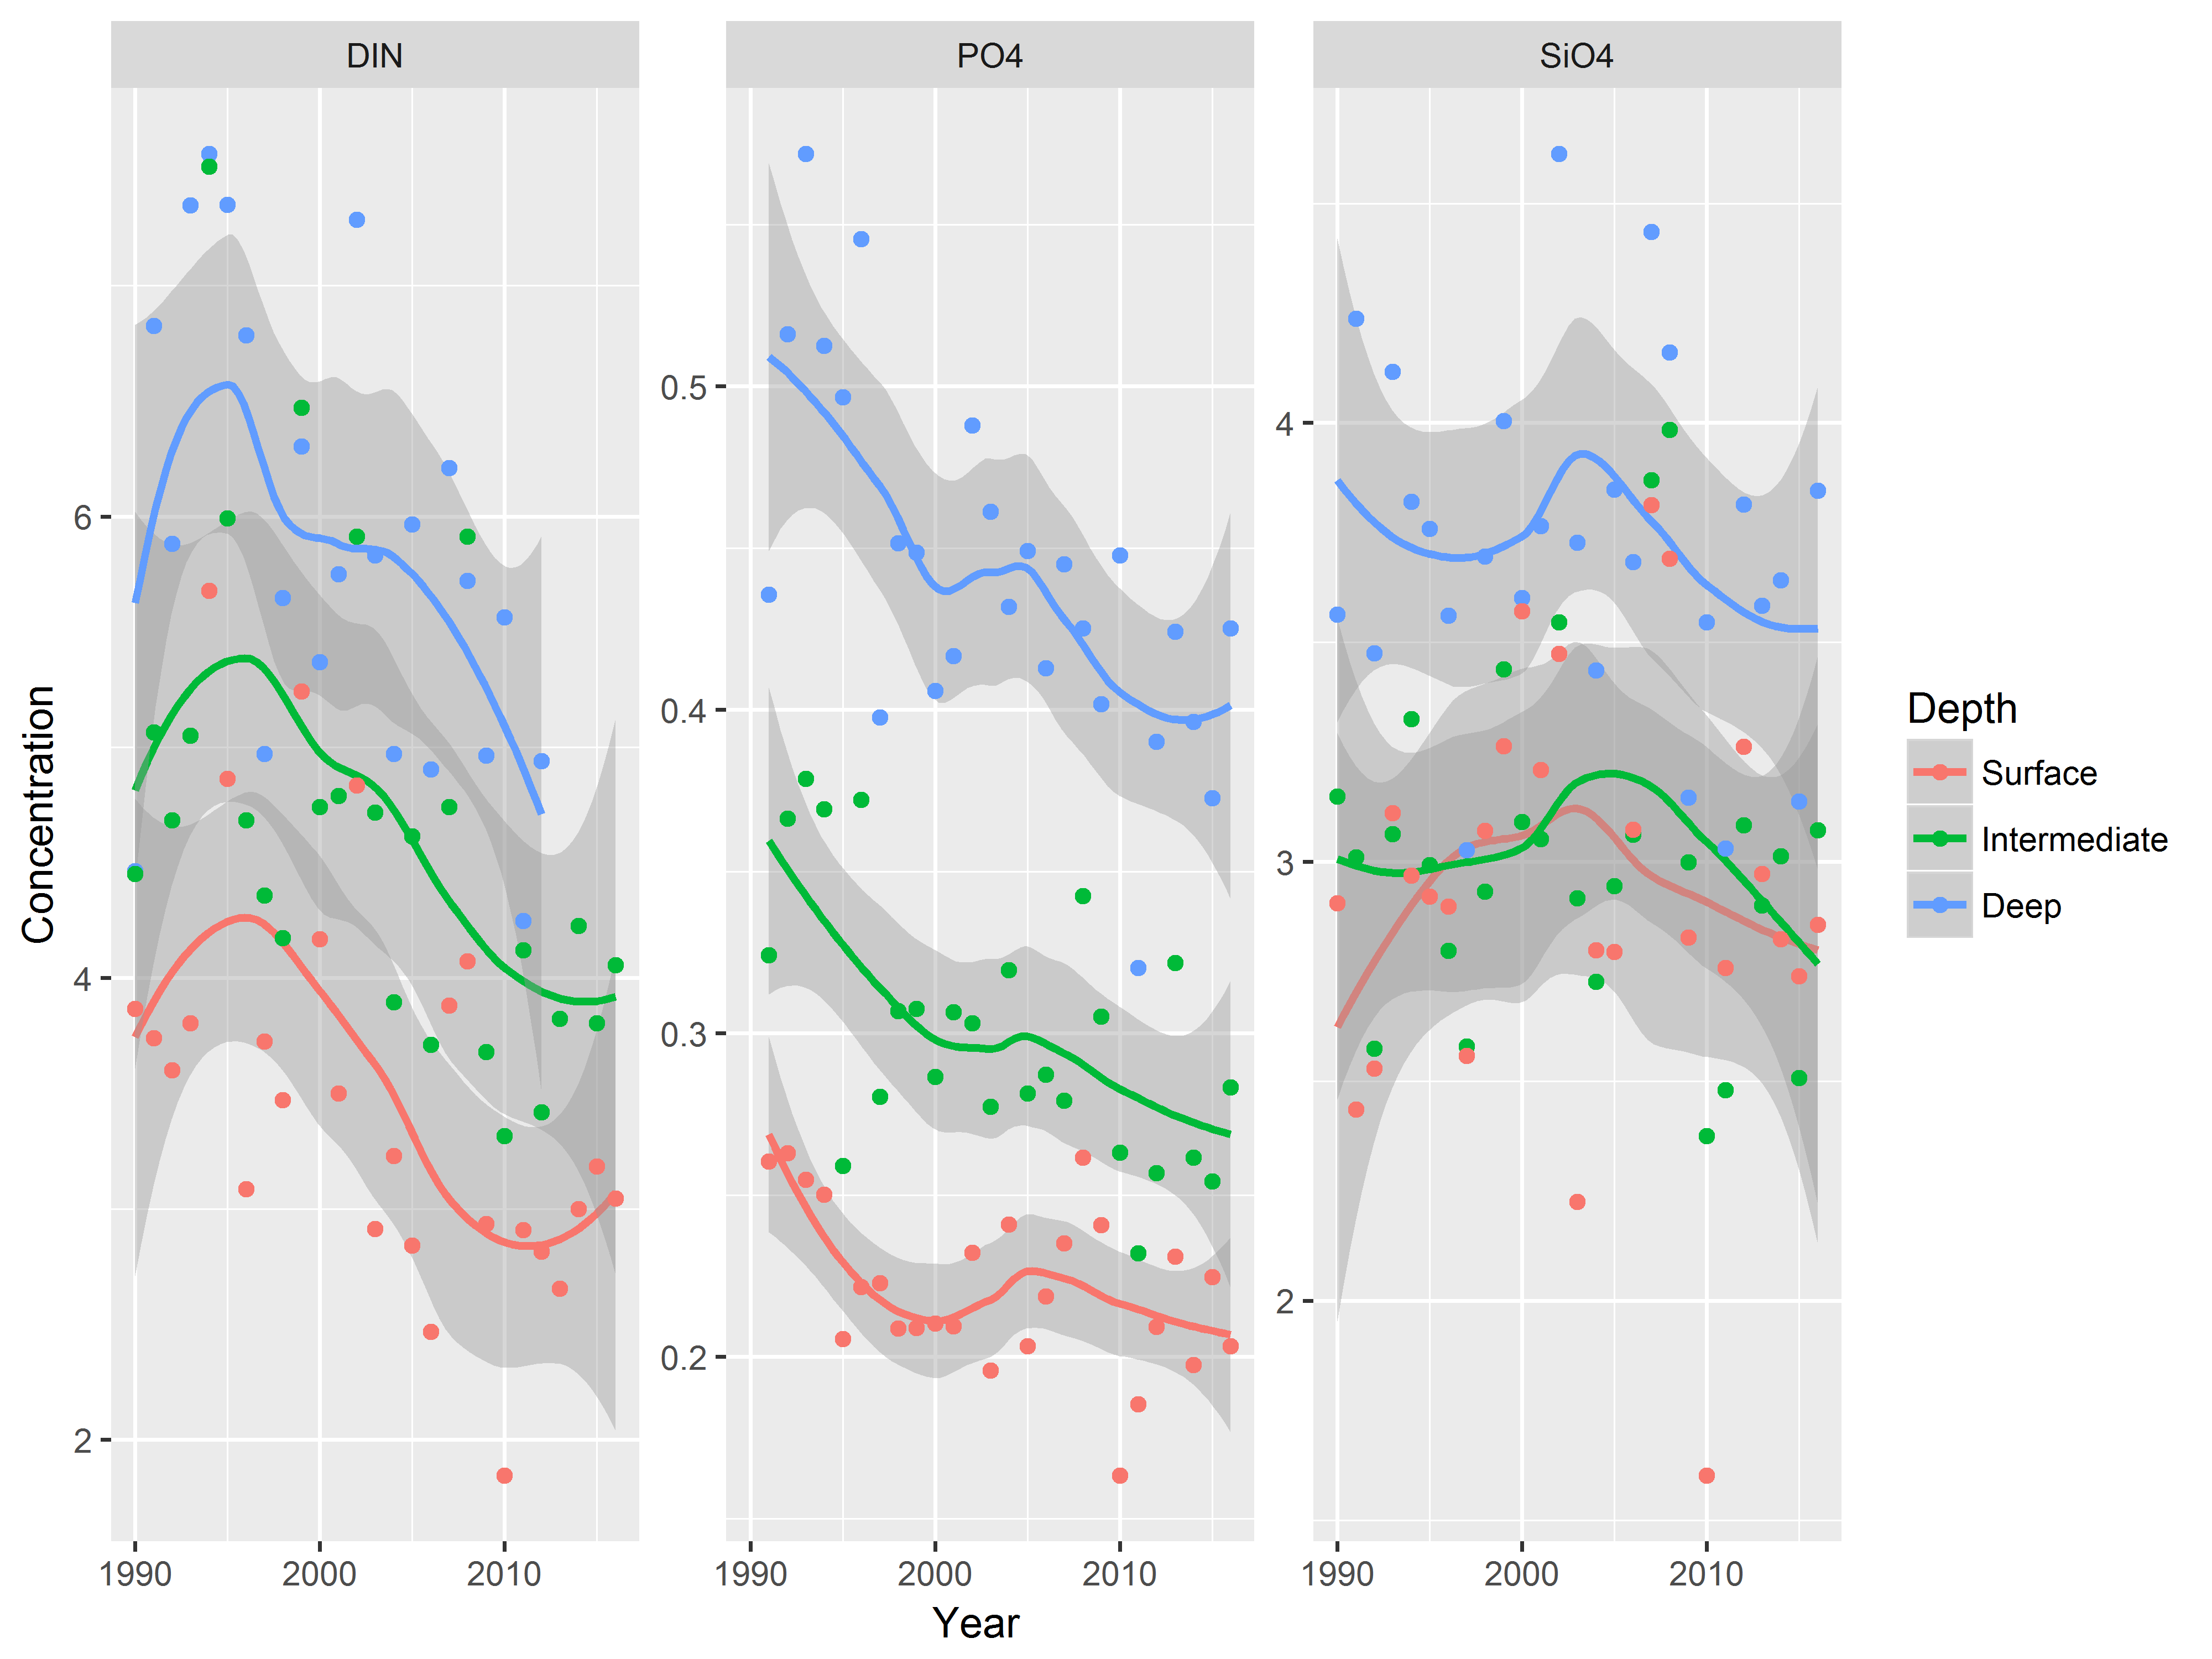 DIN
PO4
SiO4
Concentration
6
4
2
0.5
0.4
0.3
0.2
4
3
2
1990 2000 2010
1990 2000 2010
1990 2000 2010
Year
Depth
Surface
Intermediate
Deep